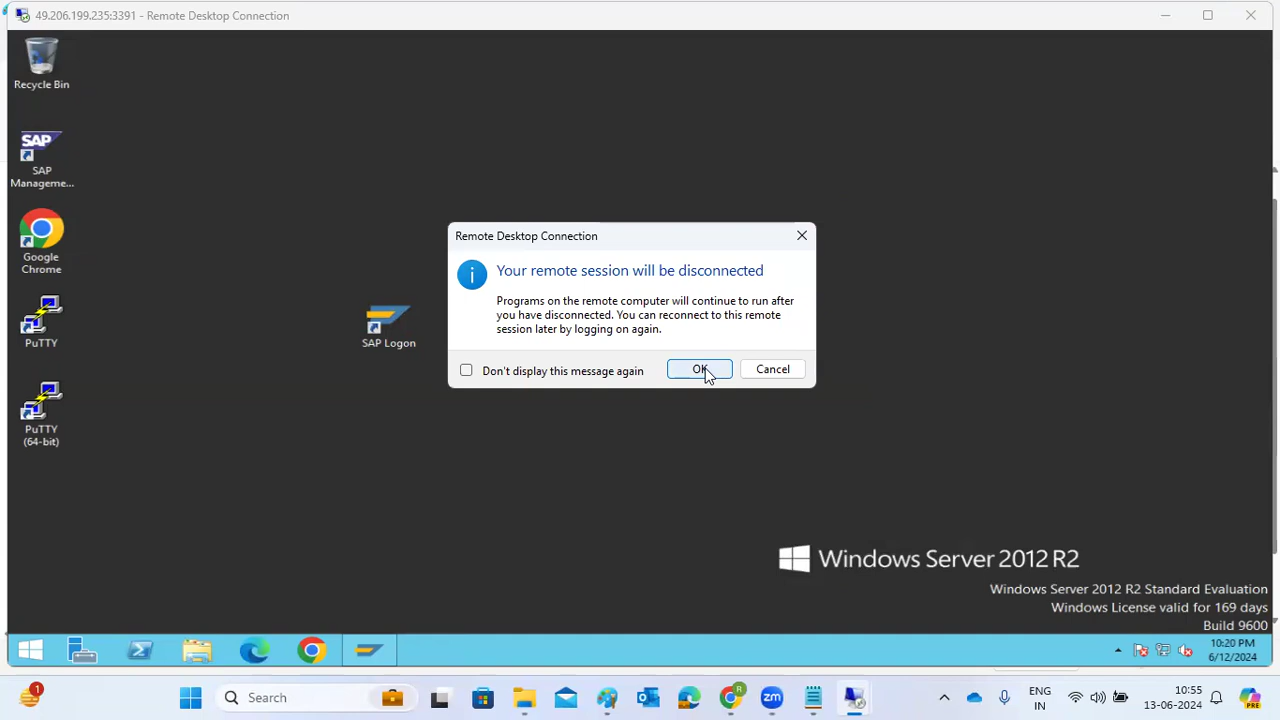 49.206.199.235:3391 - Remote Desktop Connection
Recycle Bin
SAP
SAP
Manageme...
Google
Chrome
PuTTY
PuTTY
(64-bit)
SAP Logon
Remote Desktop Connection
Your remote session will be disconnected
Programs on the remote computer will continue to run after
you have disconnected. You can reconnect to this remote
session later by logging on again.
Don't display this message again
OK
Cancel
Windows Server 2012 R2
Windows Server 2012 R2 Standard Evaluation
Windows License valid for 169 days
Build 9600
10:20 PM
6/12/2024
1
Search
R
zm
ENG
IN
10:55
13-06-2024